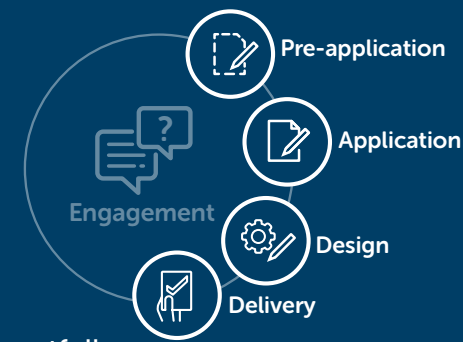 Pre-application
Application
?
Engagement
Design
Delivery